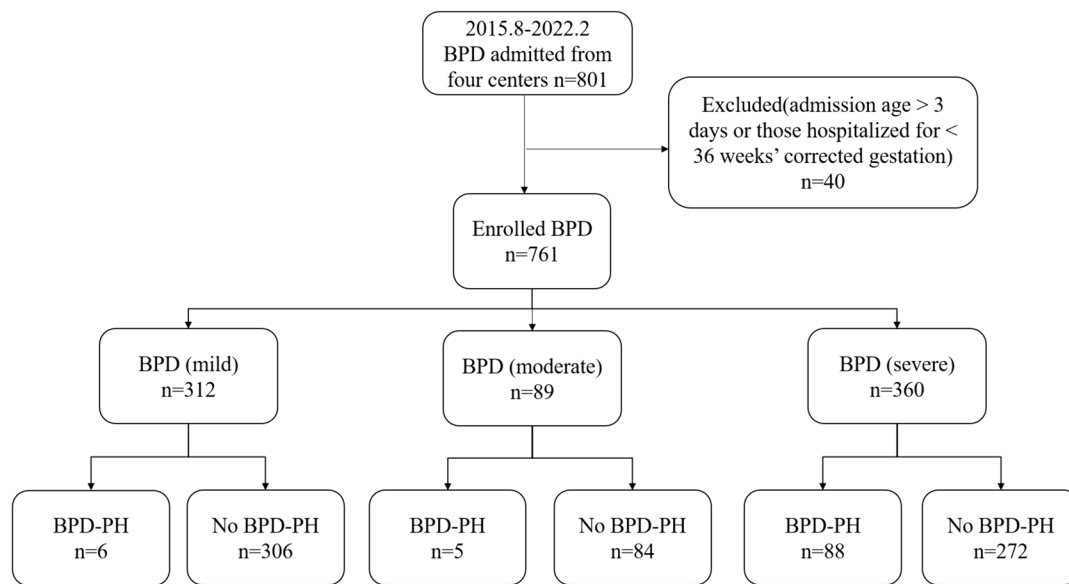 2015.8-2022.2
BPD admitted from
four centers n=801
Excluded(admission age > 3
days or those hospitalized for <
36 weeks’ corrected gestation)
n=40
Enrolled BPD
n=761
BPD (mild)
n=312
BPD (moderate)
n=89
BPD (severe)
n=360
BPD-PH
n=6
No BPD-PH
n=306
BPD-PH
n=5
No BPD-PH
n=84
BPD-PH
n=88
No BPD-PH
n=272